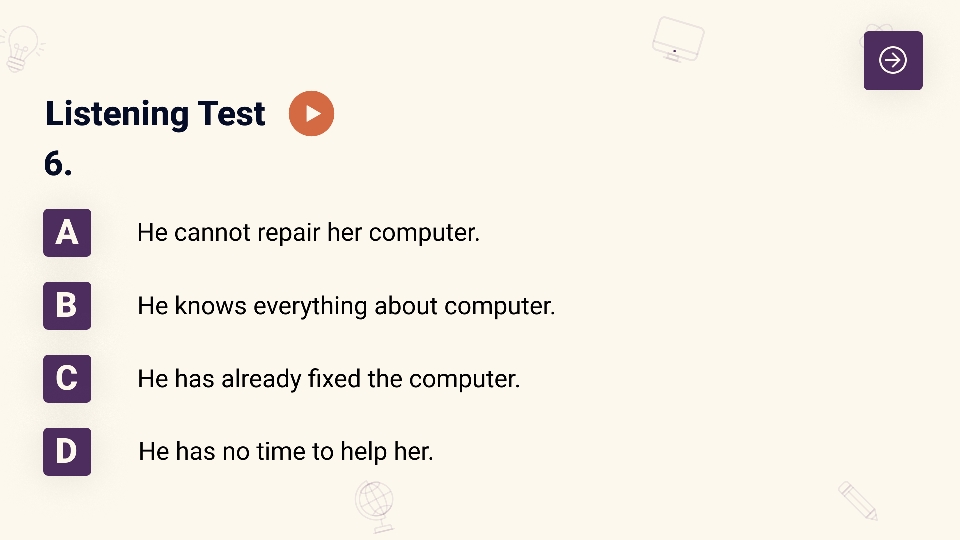 Listening Test
6.
A He cannot repair her computer.
B He knows everything about computer.
C He has already fixed the computer.
D He has no time to help her.